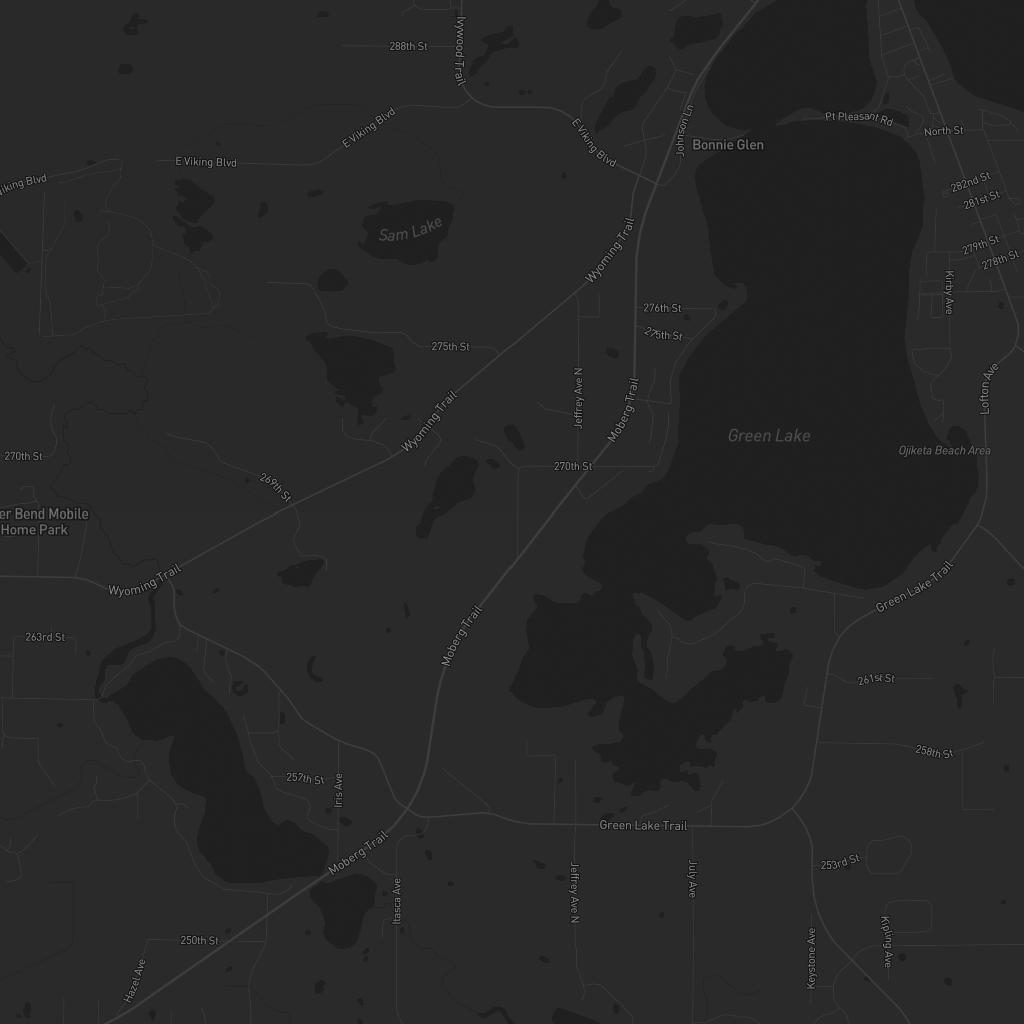 Ivywood Trail
288th St
E Viking Blvd
E Viking Blvd
E Viking Blvd
Viking Blvd
Johnson Ln
Pt Pleasant Rd
North St
Bonnie Glen
282nd St
281st St
279th St
278th St
Sam Lake
Wyoming Trail
Kirby Ave
276th St
275th St
275th St
Jeffrey Ave N
Moberg Trail
Lofton Ave
Wyoming Trail
Green Lake
Ojiketa Beach Area
270th St
270th St
269th St
er Bend Mobile
Home Park
Wyoming Trail
Green Lake Trail
263rd St
Moberg Trail
261st St
258th St
257th St
Iris Ave
Green Lake Trail
Moberg Trail
253rd St
Itasca Ave
Jeffrey Ave N
July Ave
250th St
Kipling Ave
Keystone Ave
Hazel Ave